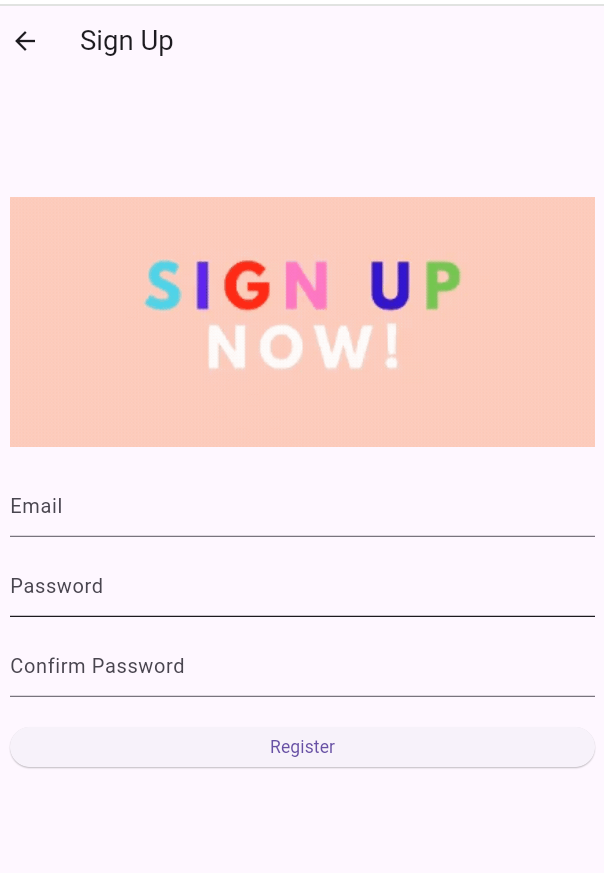 Sign Up
SIGN UP
NOW!
Email
Password
Confirm Password
Register